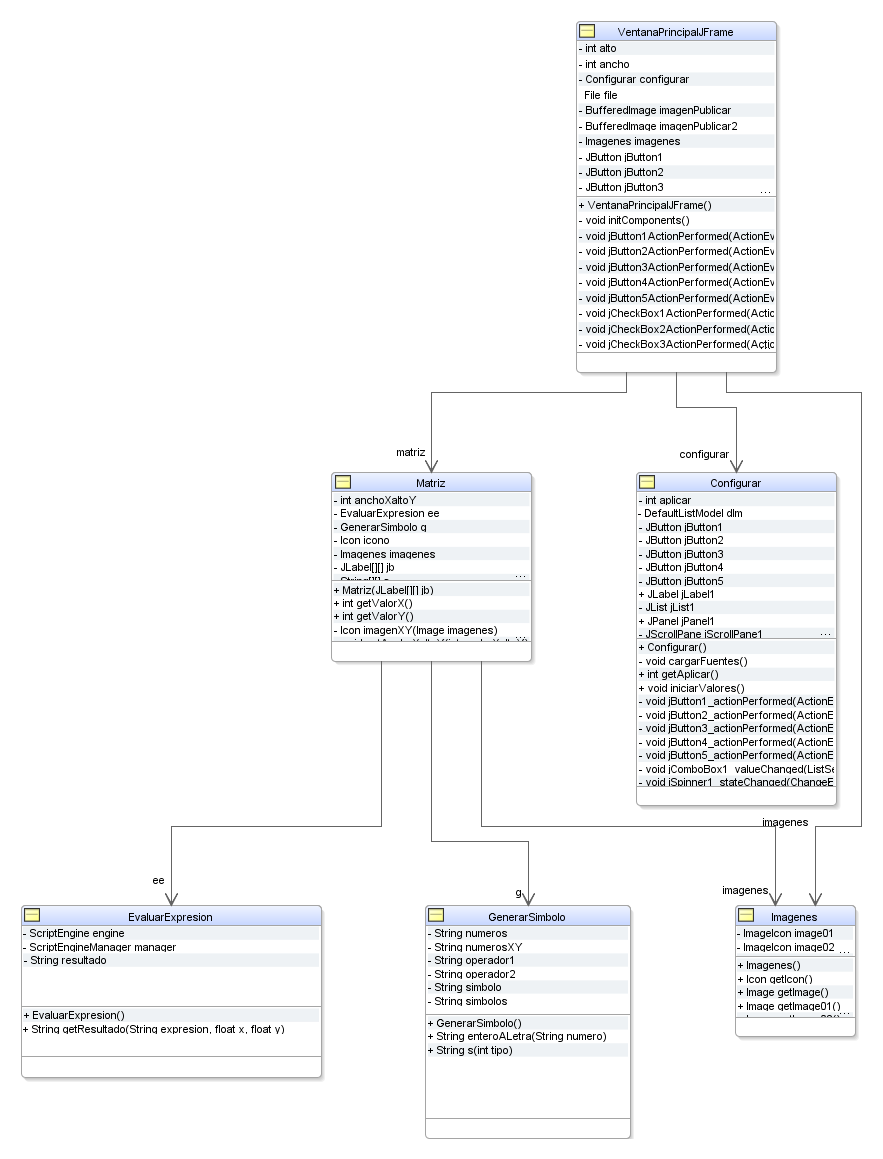 VentanaPrincipalJFrame
- int alto
- int ancho
- Configurar configurar
File file
- BufferedImage imagenPublicar
- BufferedImage imagenPublicar2
- Imagenes imagenes
- JButton jButton1
- JButton jButton2
- JButton jButton3
...
+ VentanaPrincipalJFrame()
- void initComponents()
- void jButton1ActionPerformed(ActionEv
- void jButton2ActionPerformed(ActionEv
- void jButton3ActionPerformed(ActionEv
- void jButton4ActionPerformed(ActionEv
- void jButton5ActionPerformed(ActionEv
- void jCheckBox1ActionPerformed(Actic
- void jCheckBox2ActionPerformed(Actic
- void jCheckBox3ActionPerformed(Actic
matriz
configurar
Matriz
- int anchoXaltoY
- EvaluarExpresion ee
- GenerarSimbolo g
- Icon icono
- Imagenes imagenes
- JLabel[][] jb
...
+ Matriz(JLabel[][] jb)
+ int getValorX()
+ int getValorY()
- Icon imagenXY(Image imagenes)
Configurar
- int aplicar
- DefaultListModel dlm
- JButton jButton1
- JButton jButton2
- JButton jButton3
- JButton jButton4
- JButton jButton5
+ JLabel jLabel1
- JList jList1
+ JPanel jPanel1
- JScrollPane jScrollPane1
...
+ Configurar()
- void cargarFuentes()
+ int getAplicar()
+ void iniciarValores()
- void jButton1_actionPerformed(ActionE
- void jButton2_actionPerformed(ActionE
- void jButton3_actionPerformed(ActionE
- void jButton4_actionPerformed(ActionE
- void jButton5_actionPerformed(ActionE
- void jComboBox1_valueChanged(ListSe
- void jSpinner1_stateChanged(ChangeE
imagenes
ee
g
imagenes
EvaluarExpresion
- ScriptEngine engine
- ScriptEngineManager manager
- String resultado
+ EvaluarExpresion()
+ String getResultado(String expresion, float x, float y)
GenerarSimbolo
- String numeros
- String numerosXY
- String operador1
- String operador2
- String simbolo
- String simbolos
+ GenerarSimbolo()
+ String enteroALetra(String numero)
+ String s(int tipo)
Imagenes
- ImageIcon image01
- ImageIcon image02
...
+ Imagenes()
+ Icon getIcon()
+ Image getImage()
+ Image getImage01()
...